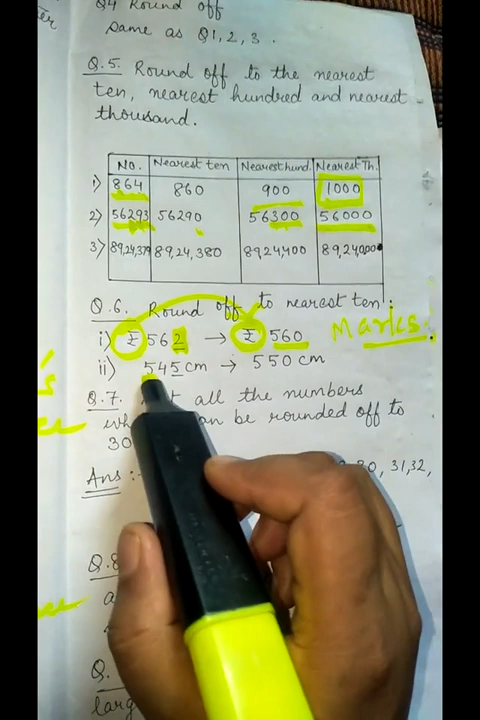 Q4 Round off
same as Q1, 2, 3.
Q.5. Round off to the nearest
ten, nearest hundred and nearest
thousand.
No. Nearest ten Nearest hund. Nearest Th.
1) 864 860 900 1000
2) 56293 56290 56300 56000
3) 89,24,379 89,24,380 89,24,400 89,24,000
Q.6. Round off to nearest ten.
i) ₹ 562 → ₹ 560 Marks.
ii) 545 cm → 550 cm
Q.7. all the numbers
can be rounded off to
30
Ans :- 30, 31, 32,
Q.8
Q.